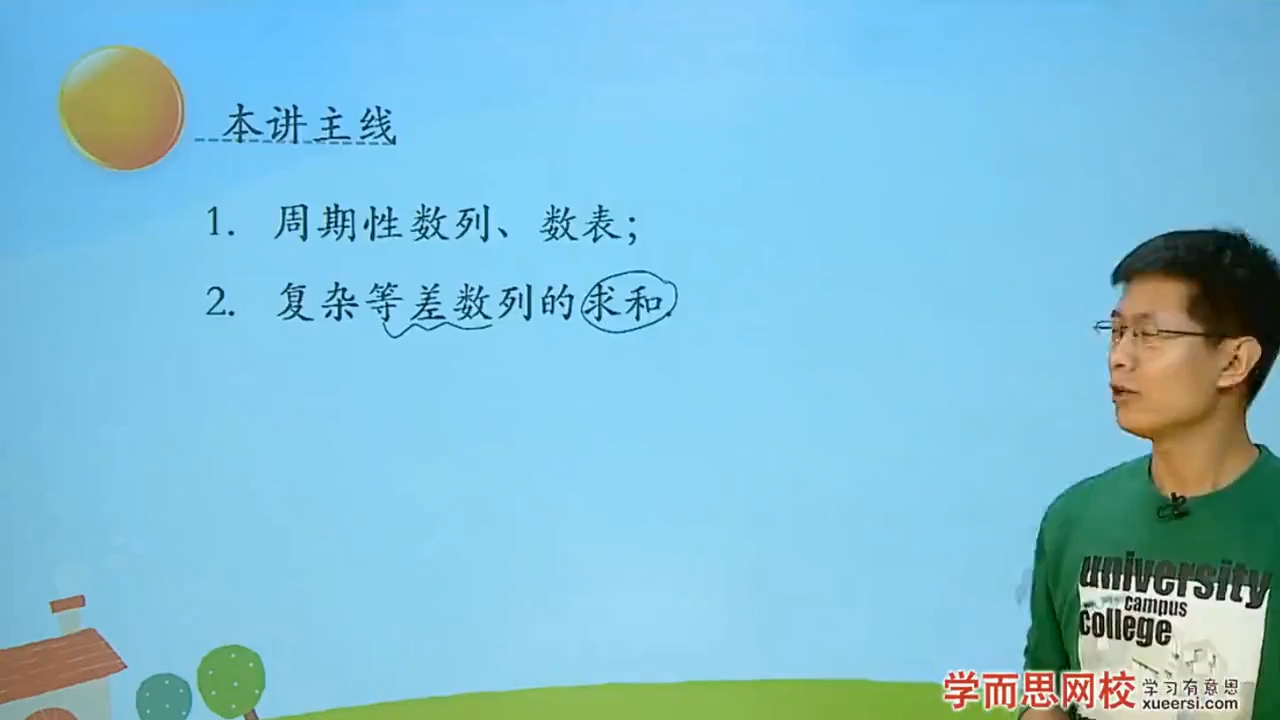 本讲主线
1. 周期性数列、数表；
2. 复杂等差数列的求和.
university
campus
college
学而思网校 学习有意思
xueersi.com